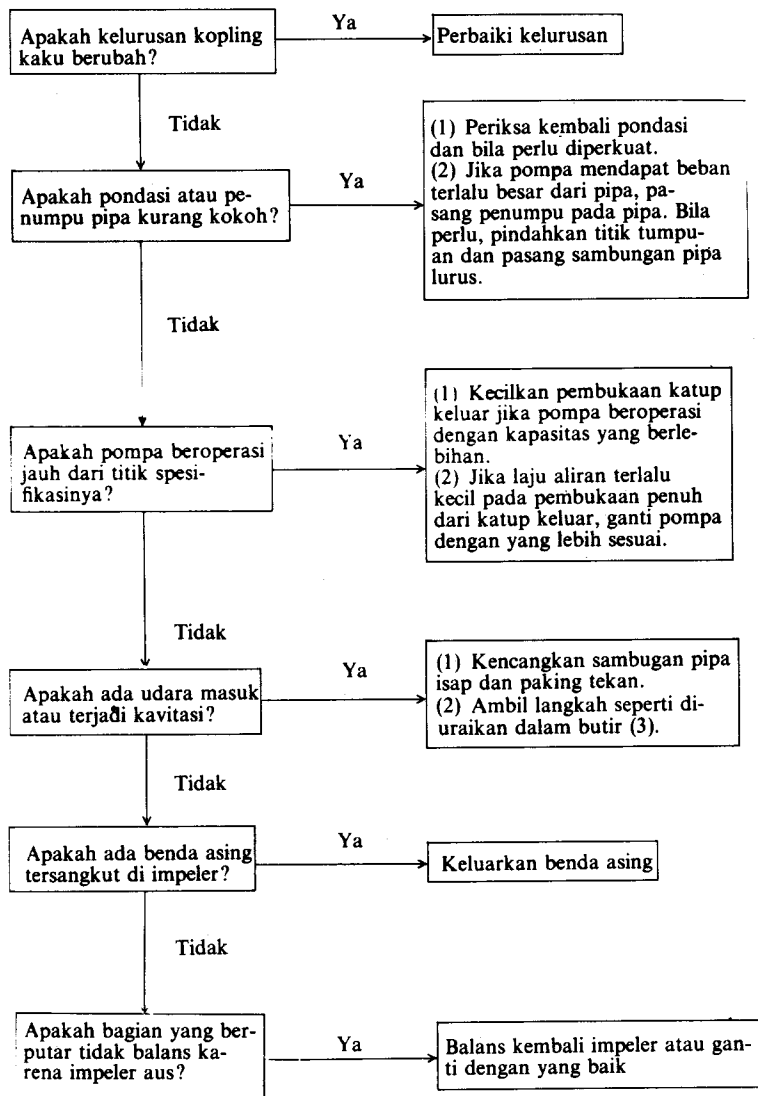 Apakah kelurusan kopling
kaku berubah?
Ya
Perbaiki kelurusan
Tidak
Apakah pondasi atau pe-
numpu pipa kurang kokoh?
Ya
(1) Periksa kembali pondasi
dan bila perlu diperkuat.
(2) Jika pompa mendapat beban
terlalu besar dari pipa, pa-
sang penumpu pada pipa. Bila
perlu, pindahkan titik tumpu-
an dan pasang sambungan pipa
lurus.
Tidak
Apakah pompa beroperasi
jauh dari titik spesi-
fikasinya?
Ya
(1) Kecilkan pembukaan katup
keluar jika pompa beroperasi
dengan kapasitas yang berle-
bihan.
(2) Jika laju aliran terlalu
kecil pada pembukaan penuh
dari katup keluar, ganti pompa
dengan yang lebih sesuai.
Tidak
Apakah ada udara masuk
atau terjadi kavitasi?
Ya
(1) Kencangkan sambugan pipa
isap dan paking tekan.
(2) Ambil langkah seperti di-
uraikan dalam butir (3).
Tidak
Apakah ada benda asing
tersangkut di impeler?
Ya
Keluarkan benda asing
Tidak
Apakah bagian yang ber-
putar tidak balans ka-
rena impeler aus?
Ya
Balans kembali impeler atau gan-
ti dengan yang baik